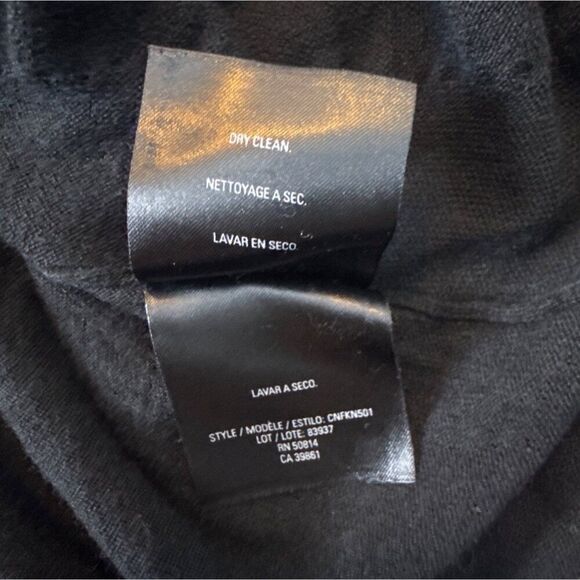 DRY CLEAN.
NETTOYAGE A SEC.
LAVAR EN SECO.
LAVAR A SECO.
STYLE / MODÈLE / ESTILO: CNFKN501
LOT / LOTE: 83937
RN 50814
CA 39861